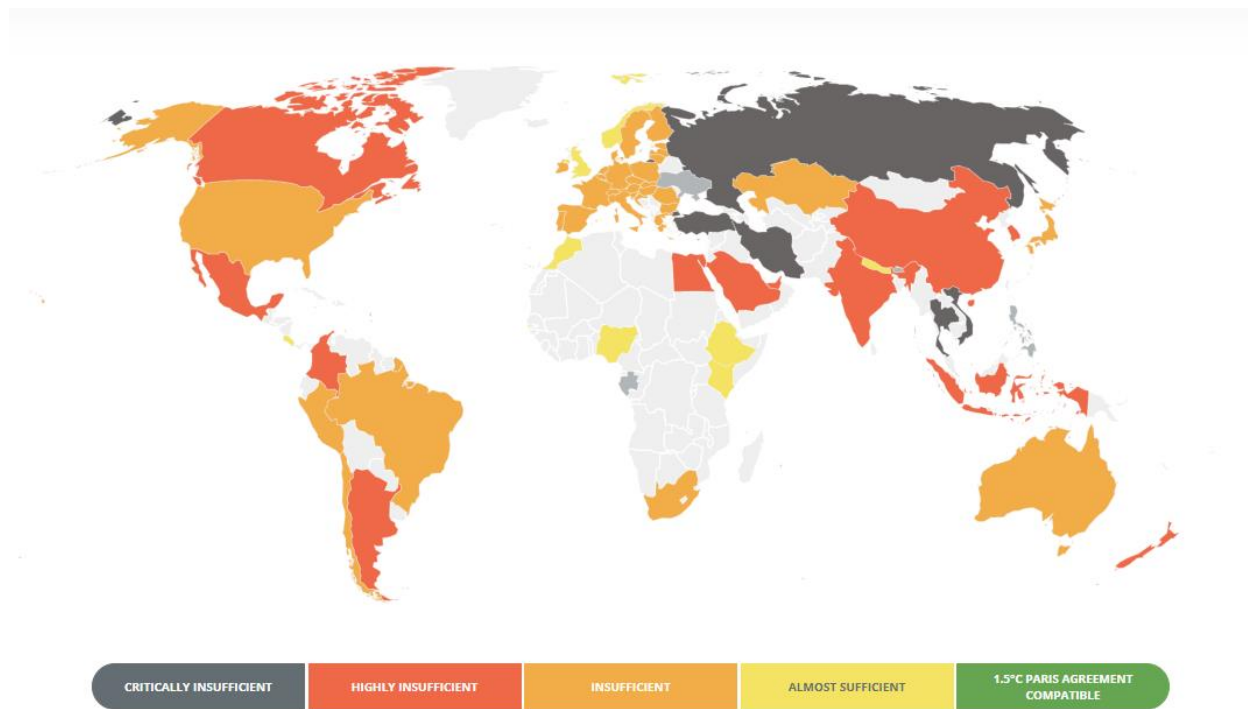 CRITICALLY INSUFFICIENT
HIGHLY INSUFFICIENT
INSUFFICIENT
ALMOST SUFFICIENT
1.5°C PARIS AGREEMENT
COMPATIBLE